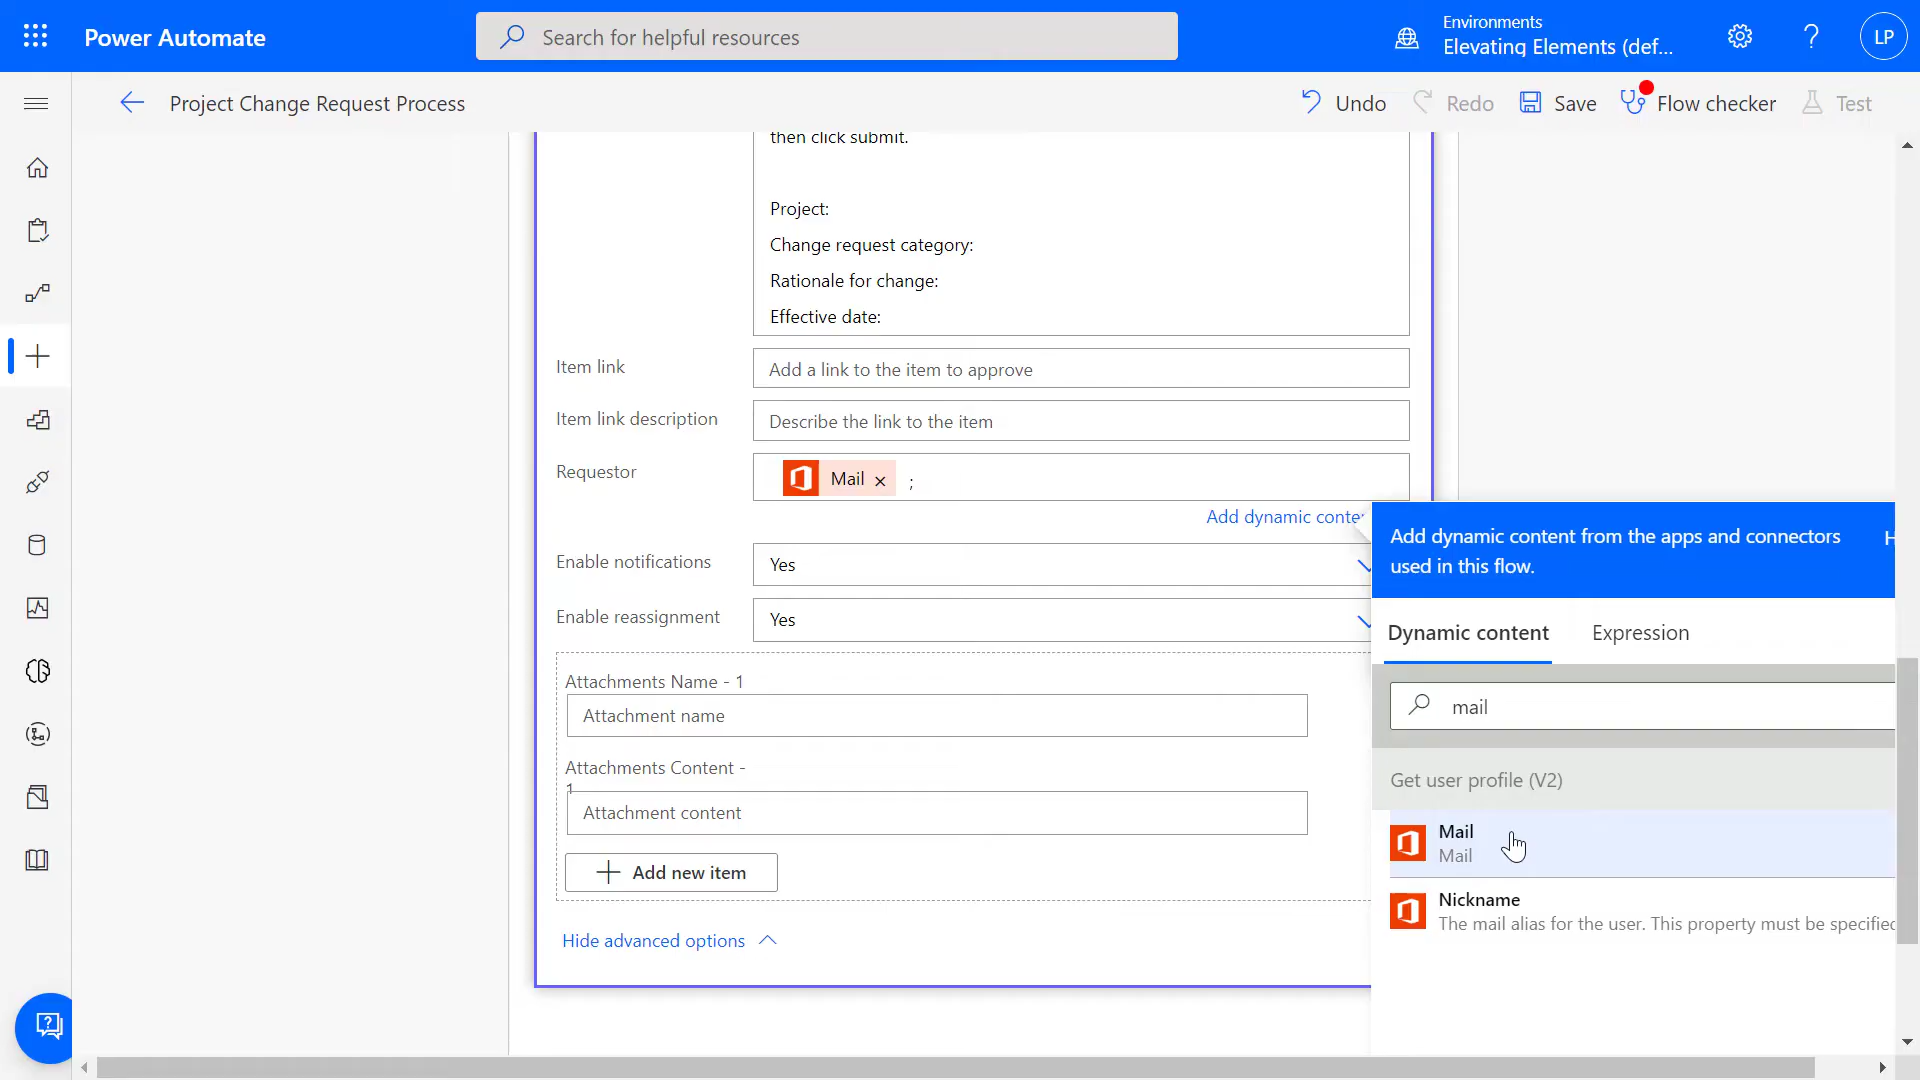 Power Automate
Search for helpful resources
Environments
Elevating Elements (def...
LP
Project Change Request Process
Undo
Redo
Save
Flow checker
Test
then click submit.
Project:
Change request category:
Rationale for change:
Effective date:
Item link
Add a link to the item to approve
Item link description
Describe the link to the item
Requestor
Mail × ;
Add dynamic conte
Enable notifications
Yes
Enable reassignment
Yes
Attachments Name - 1
Attachment name
Attachments Content -
1
Attachment content
Add new item
Hide advanced options
Add dynamic content from the apps and connectors
used in this flow.
H
Dynamic content
Expression
mail
Get user profile (V2)
Mail
Mail
Nickname
The mail alias for the user. This property must be specified